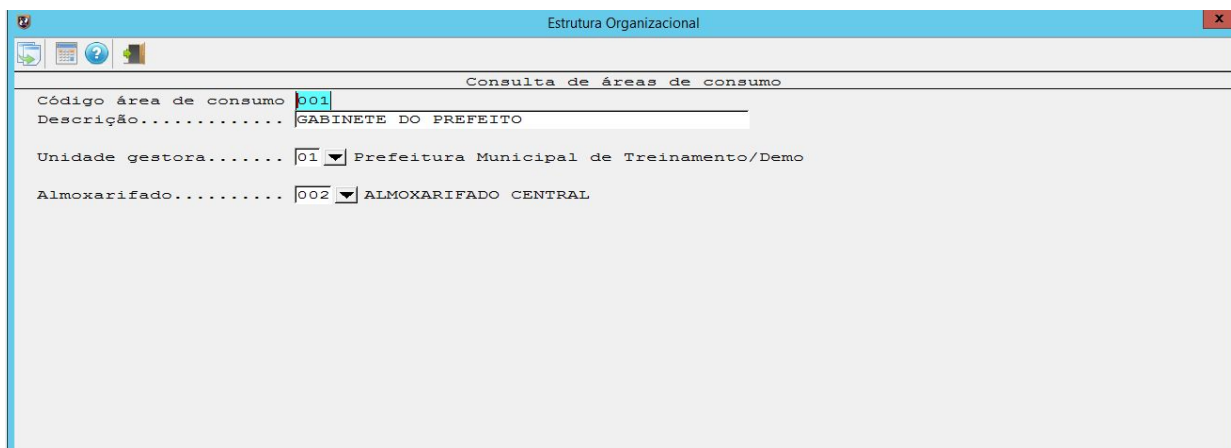 Estrutura Organizacional
x
?
Consulta de áreas de consumo
Código área de consumo 001
Descrição............. GABINETE DO PREFEITO
Unidade gestora....... 01 Prefeitura Municipal de Treinamento/Demo
Almoxarifado.......... 002 ALMOXARIFADO CENTRAL